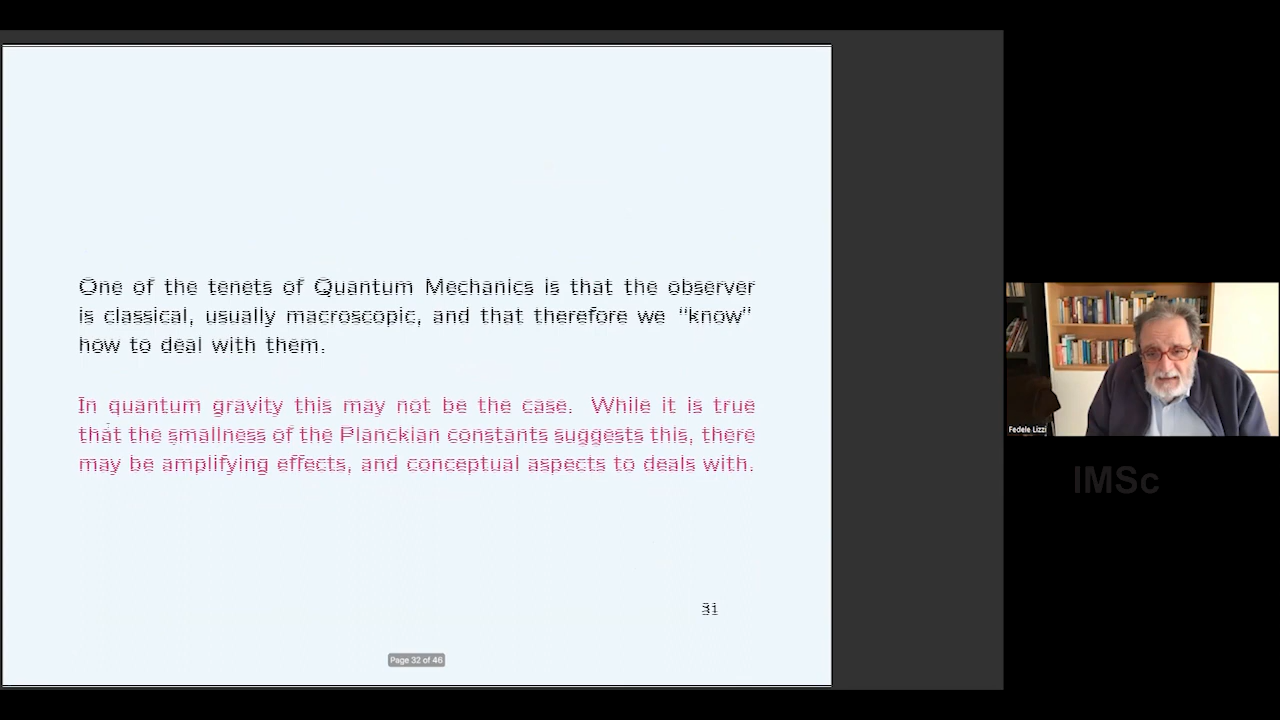 One of the tenets of Quantum Mechanics is that the observer
is classical, usually macroscopic, and that therefore we "know"
how to deal with them.
In quantum gravity this may not be the case. While it is true
that the smallness of the Planckian constants suggests this, there
may be amplifying effects, and conceptual aspects to deals with.
31
Page 32 of 46
Fedele Lizzi
IMSc